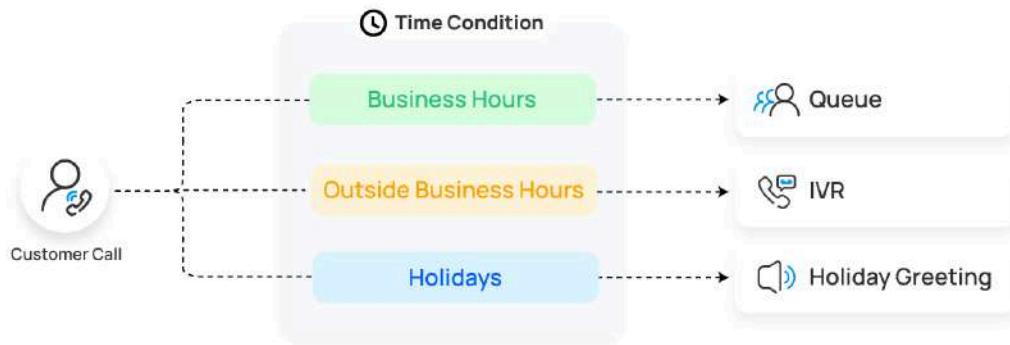 Time Condition
Business Hours
Queue
Outside Business Hours
IVR
Customer Call
Holidays
Holiday Greeting